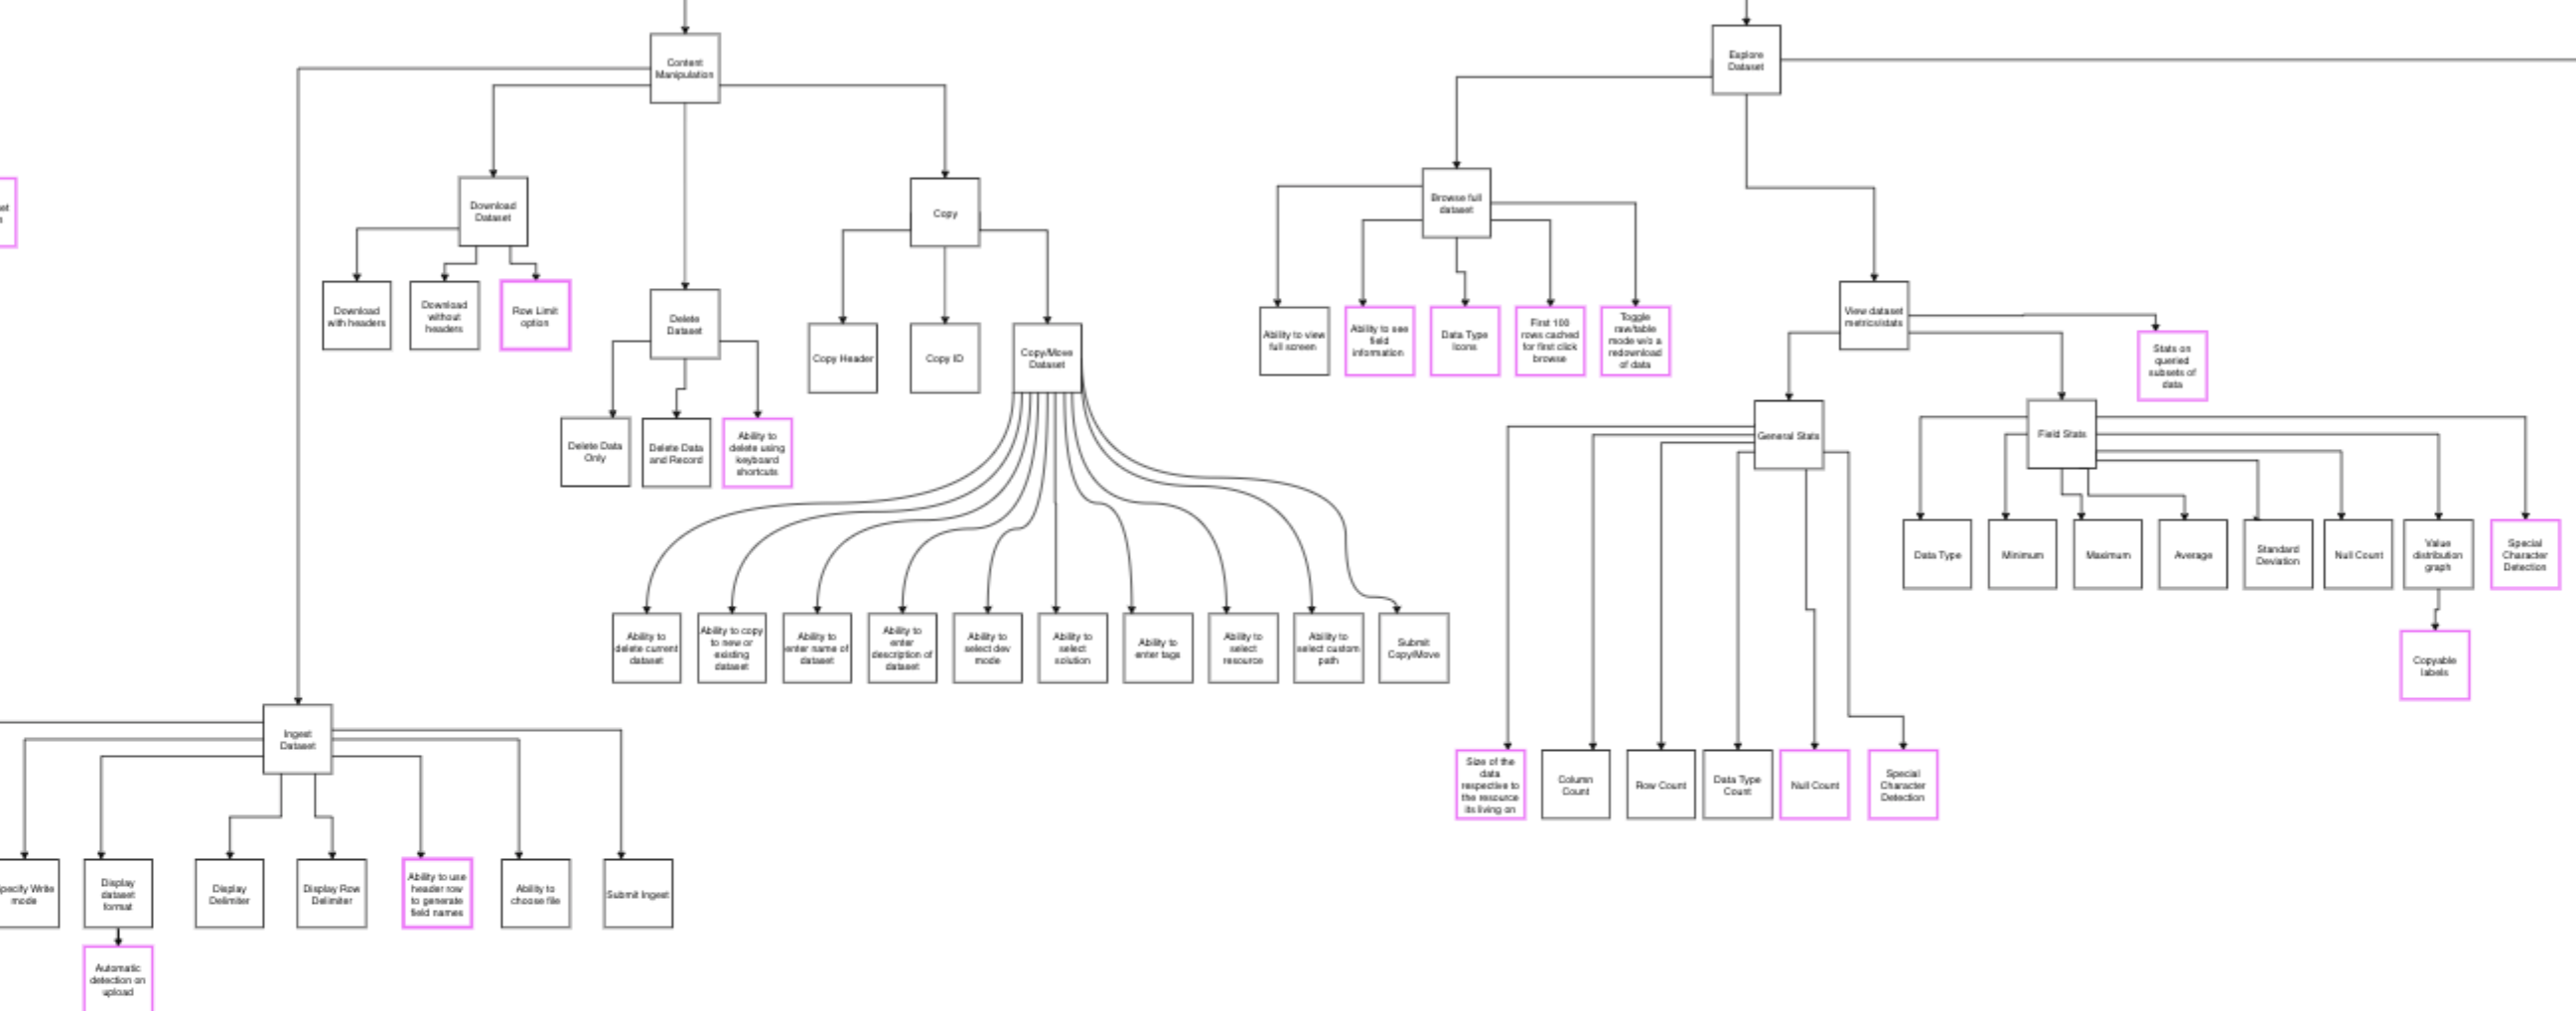 Content
Manipulation
Explore
Dataset
et
Download
Dataset
Copy
Browse full
dataset
Download
with headers
Download
without
headers
Row Limit
option
Delete
Dataset
Copy Header
Copy ID
Copy/Move
Dataset
Ability to view
full screen
Ability to see
field
information
Data Type
Icons
First 100
rows cached
for first click
browse
Toggle
raw/table
mode w/o a
redownload
of data
View dataset
metrics/stats
Stats on
queried
subsets of
data
Delete Data
Only
Delete Data
and Record
Ability to
delete using
keyboard
shortcuts
General Stats
Field Stats
Data Type
Minimum
Maximum
Average
Standard
Deviation
Null Count
Value
distribution
graph
Special
Character
Detection
Ability to
delete current
dataset
Ability to copy
to new or
existing
dataset
Ability to
enter name of
dataset
Ability to
enter
description of
dataset
Ability to
select dev
mode
Ability to
select
solution
Ability to
enter tags
Ability to
select
resource
Ability to
select custom
path
Submit
Copy/Move
Copyable
labels
Ingest
Dataset
Size of the
data
respective to
the resource
its living on
Column
Count
Row Count
Data Type
Count
Null Count
Special
Character
Detection
pecify Write
mode
Display
dataset
format
Display
Delimiter
Display Row
Delimiter
Ability to use
header row
to generate
field names
Ability to
choose file
Submit Ingest
Automatic
detection on
upload